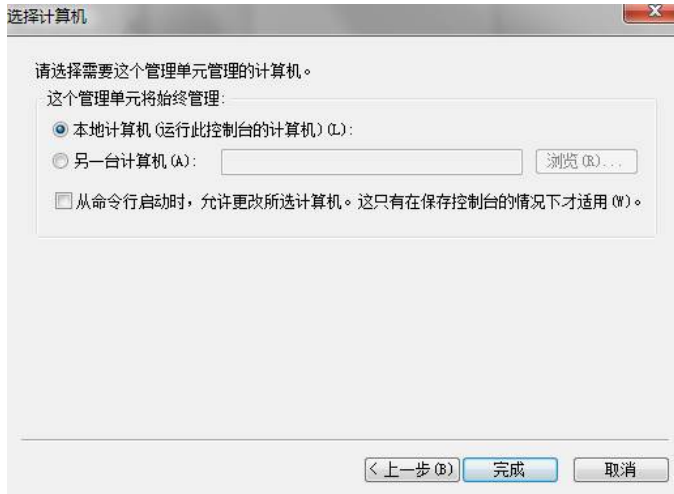 选择计算机
请选择需要这个管理单元管理的计算机。
这个管理单元将始终管理:
本地计算机(运行此控制台的计算机)(L):
另一台计算机(A):
浏览(R)...
从命令行启动时，允许更改所选计算机。这只有在保存控制台的情况下才适用(W)。
<上一步(B) 完成 取消